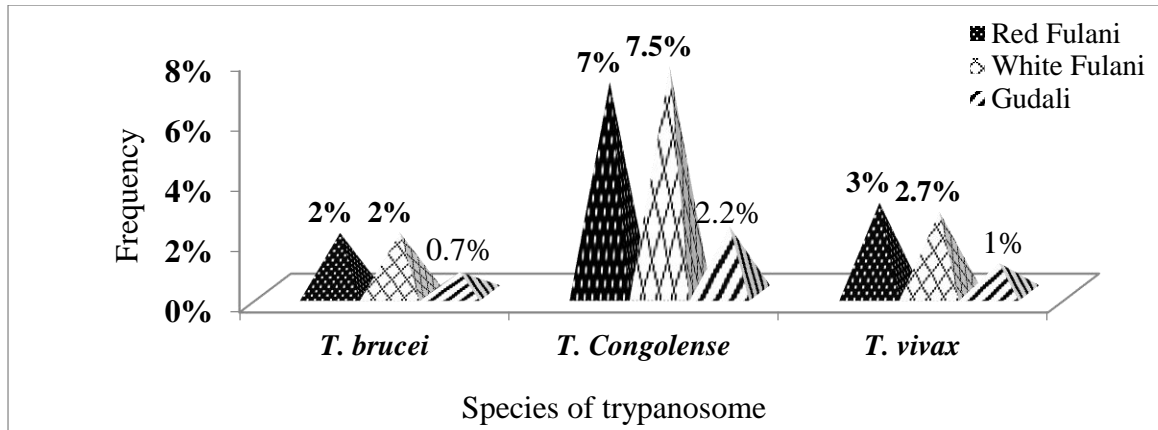 Red Fulani
White Fulani
Gudali
8%
6%
4%
2%
0%
Frequency
2%
2%
0.7%
7%
7.5%
2.2%
3%
2.7%
1%
T. brucei
T. Congolense
T. vivax
Species of trypanosome